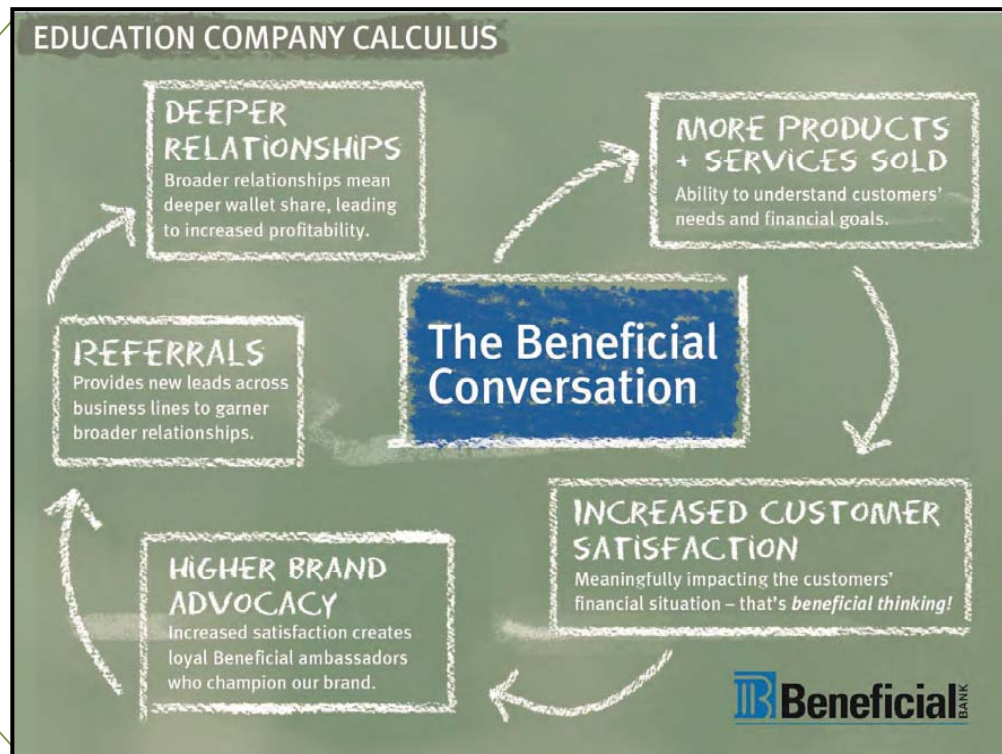 EDUCATION COMPANY CALCULUS
DEEPER
RELATIONSHIPS
Broader relationships mean
deeper wallet share, leading
to increased profitability.
MORE PRODUCTS
+ SERVICES SOLD
Ability to understand customers'
needs and financial goals.
The Beneficial
Conversation
REFERRALS
Provides new leads across
business lines to garner
broader relationships.
INCREASED CUSTOMER
SATISFACTION
Meaningfully impacting the customers'
financial situation – that's beneficial thinking!
HIGHER BRAND
ADVOCACY
Increased satisfaction creates
loyal Beneficial ambassadors
who champion our brand.
Beneficial BANK